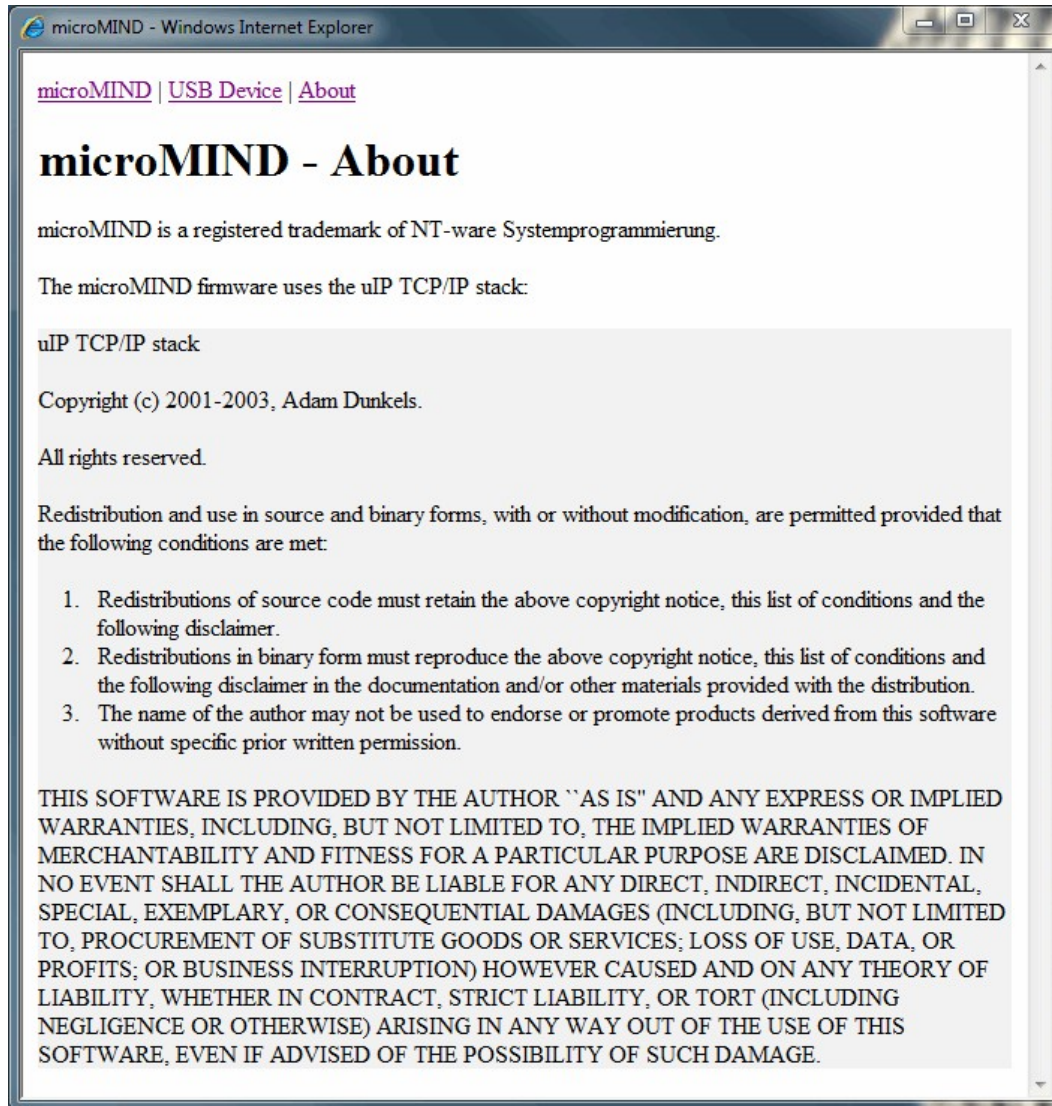 microMIND - Windows Internet Explorer
microMIND | USB Device | About
microMIND - About
microMIND is a registered trademark of NT-ware Systemprogrammierung.
The microMIND firmware uses the uIP TCP/IP stack:
uIP TCP/IP stack
Copyright (c) 2001-2003, Adam Dunkels.
All rights reserved.
Redistribution and use in source and binary forms, with or without modification, are permitted provided that
the following conditions are met:
1. Redistributions of source code must retain the above copyright notice, this list of conditions and the
following disclaimer.
2. Redistributions in binary form must reproduce the above copyright notice, this list of conditions and
the following disclaimer in the documentation and/or other materials provided with the distribution.
3. The name of the author may not be used to endorse or promote products derived from this software
without specific prior written permission.
THIS SOFTWARE IS PROVIDED BY THE AUTHOR ``AS IS'' AND ANY EXPRESS OR IMPLIED
WARRANTIES, INCLUDING, BUT NOT LIMITED TO, THE IMPLIED WARRANTIES OF
MERCHANTABILITY AND FITNESS FOR A PARTICULAR PURPOSE ARE DISCLAIMED. IN
NO EVENT SHALL THE AUTHOR BE LIABLE FOR ANY DIRECT, INDIRECT, INCIDENTAL,
SPECIAL, EXEMPLARY, OR CONSEQUENTIAL DAMAGES (INCLUDING, BUT NOT LIMITED
TO, PROCUREMENT OF SUBSTITUTE GOODS OR SERVICES; LOSS OF USE, DATA, OR
PROFITS; OR BUSINESS INTERRUPTION) HOWEVER CAUSED AND ON ANY THEORY OF
LIABILITY, WHETHER IN CONTRACT, STRICT LIABILITY, OR TORT (INCLUDING
NEGLIGENCE OR OTHERWISE) ARISING IN ANY WAY OUT OF THE USE OF THIS
SOFTWARE, EVEN IF ADVISED OF THE POSSIBILITY OF SUCH DAMAGE.